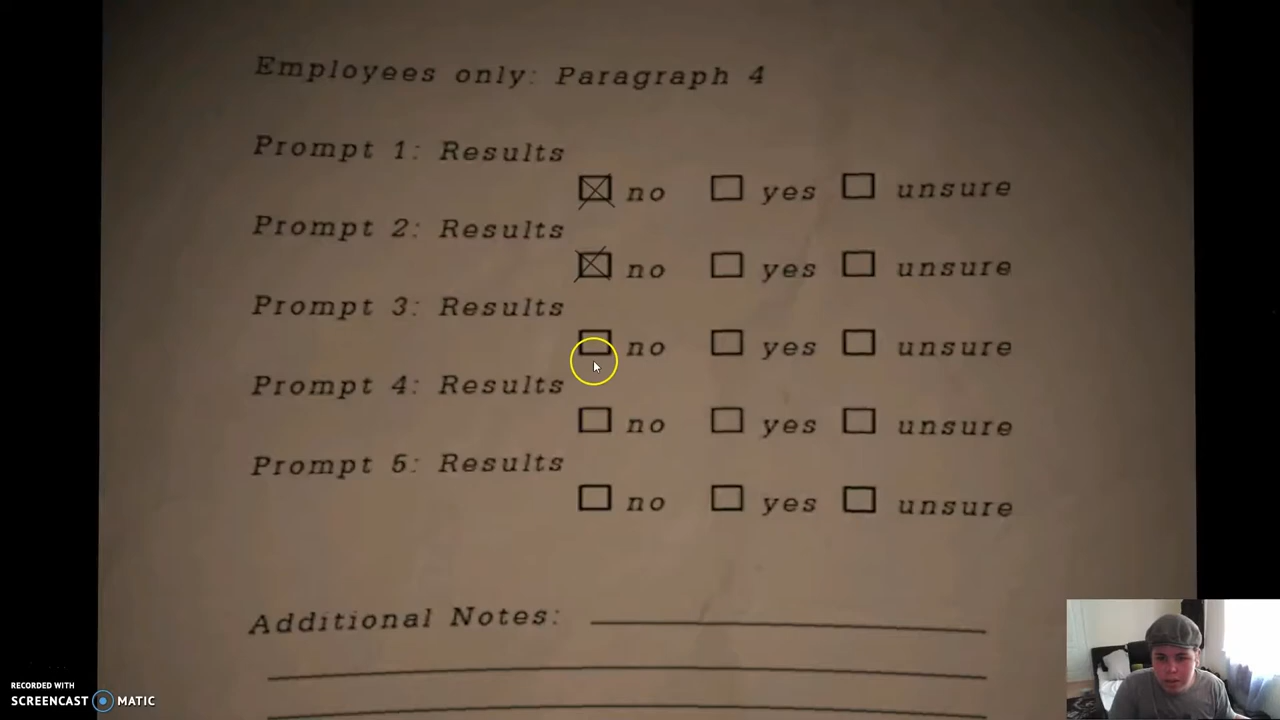 Employees only: Paragraph 4
Prompt 1: Results
no yes unsure
Prompt 2: Results
no yes unsure
Prompt 3: Results
no yes unsure
Prompt 4: Results
no yes unsure
Prompt 5: Results
no yes unsure
Additional Notes:
RECORDED WITH
SCREENCAST MATIC